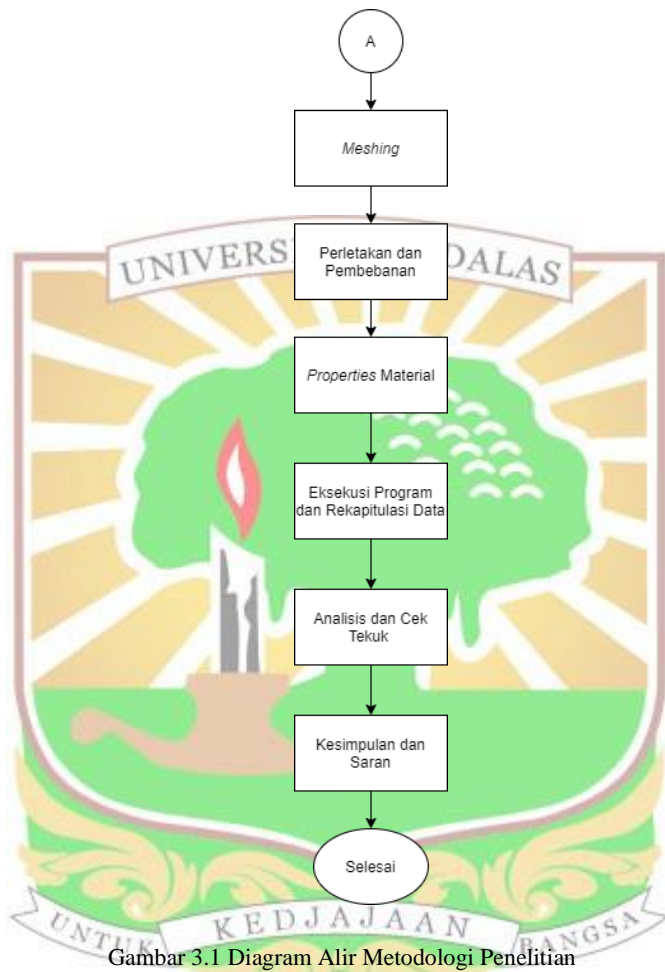 A
Meshing
UNIVERS DALAS
Perletakan dan
Pembebanan
Properties Material
Eksekusi Program
dan Rekapitulasi Data
Analisis dan Cek
Tekuk
Kesimpulan dan
Saran
Selesai
UNTUK KEDJAJAAN BANGSA
Gambar 3.1 Diagram Alir Metodologi Penelitian